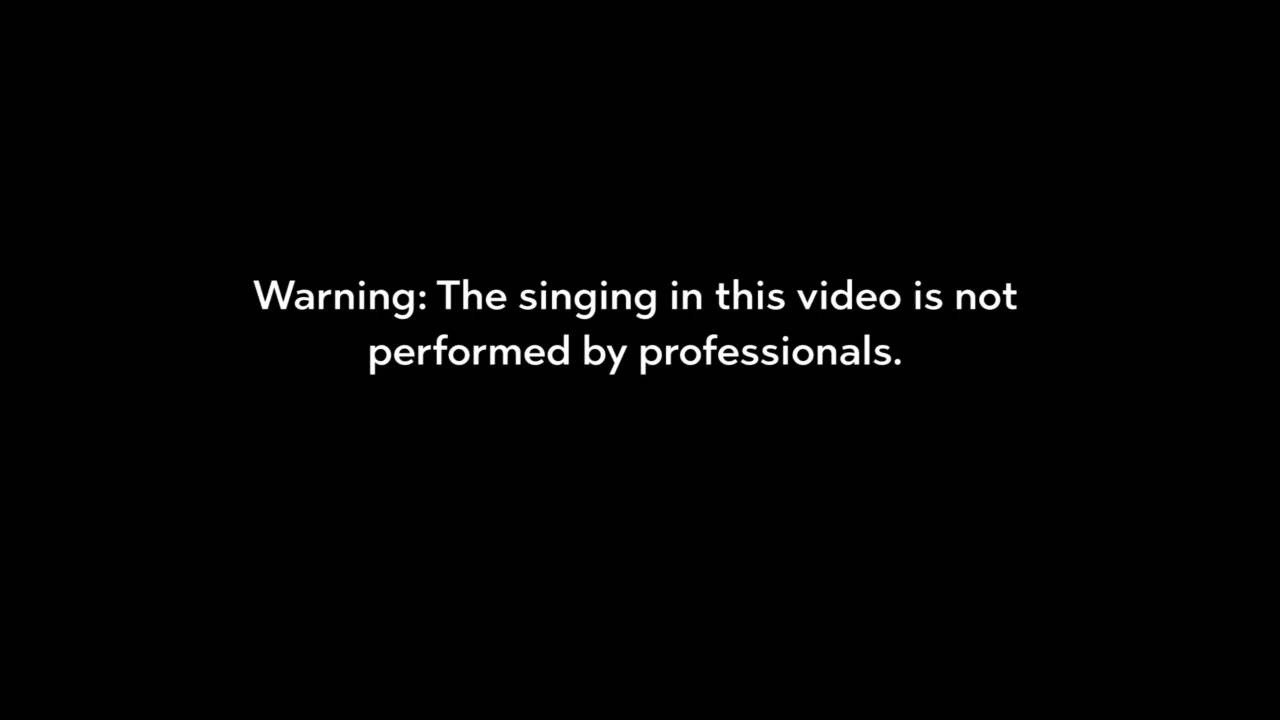 Warning: The singing in this video is not
performed by professionals.